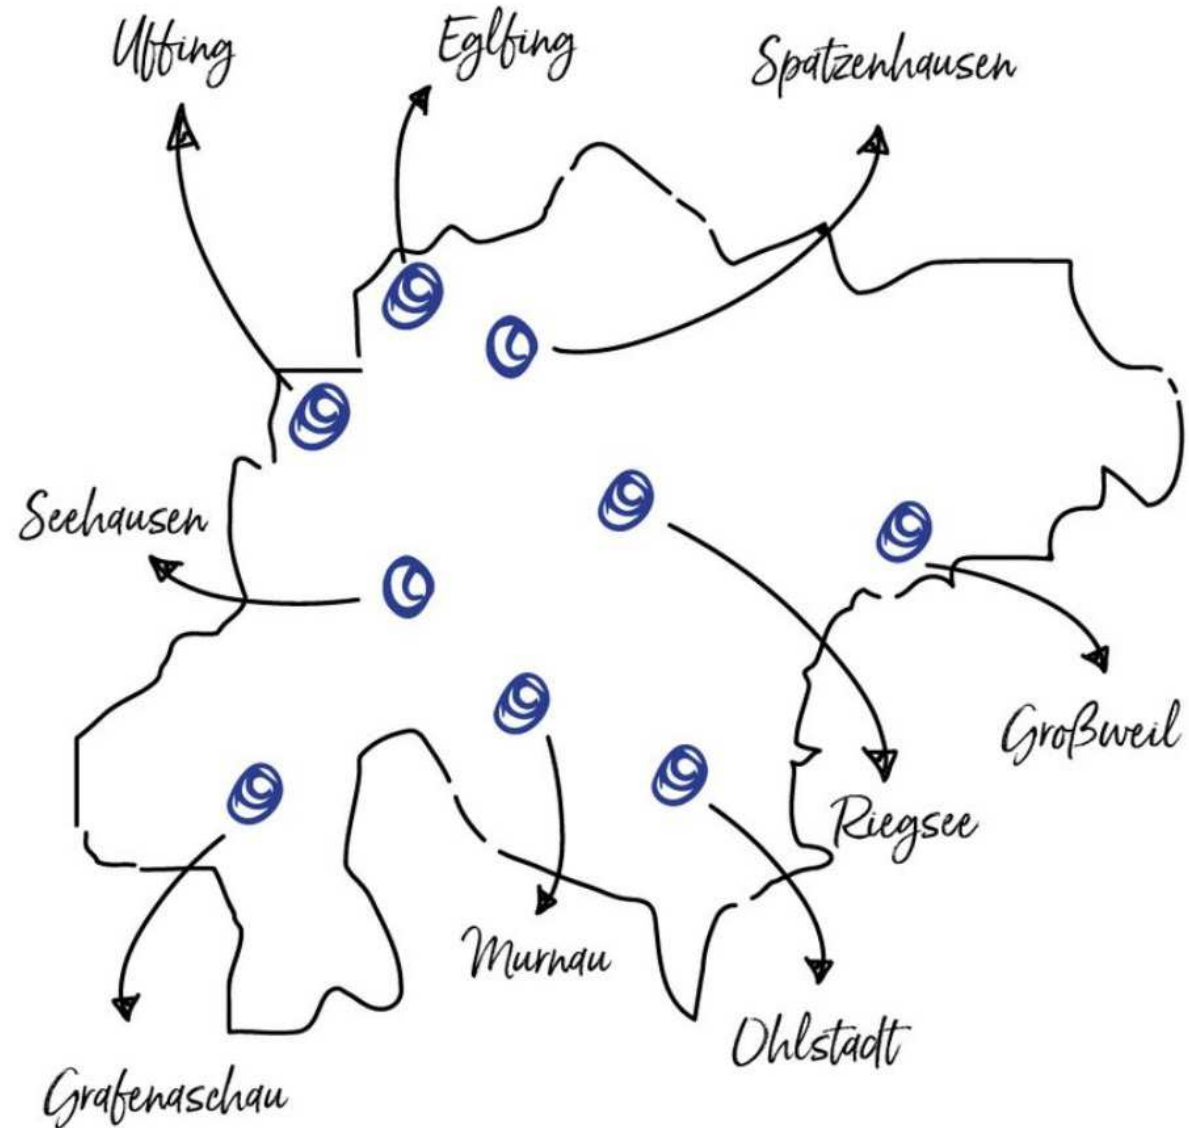 Uffing
Eglfing
Spatzenhausen
Seehausen
Großweil
Riegsee
Murnau
Ohlstadt
Grafenaschau